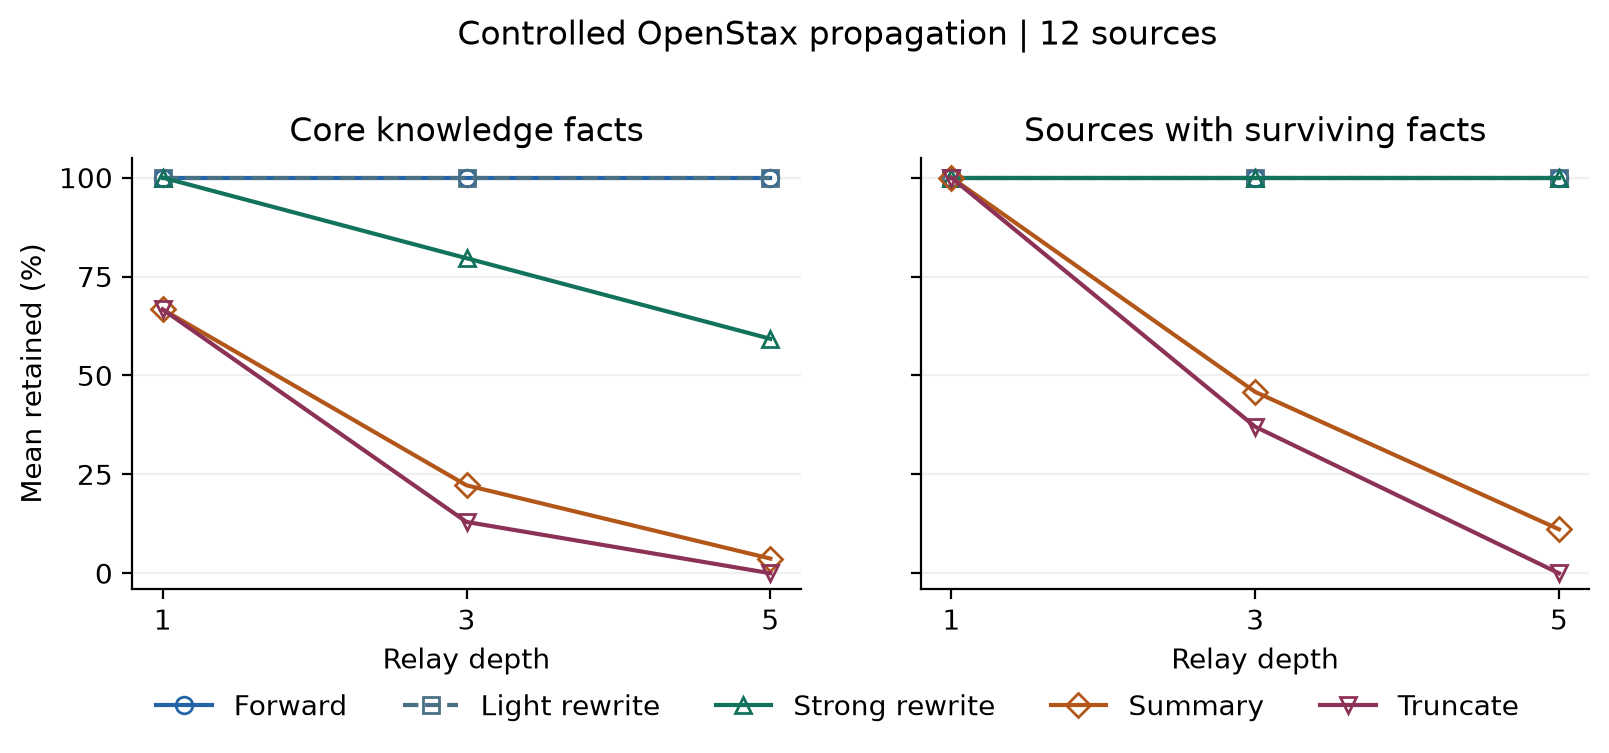 Controlled OpenStax propagation | 12 sources
Core knowledge facts
Sources with surviving facts
Mean retained (%)
100
75
50
25
0
1 3 5
1 3 5
Relay depth
Relay depth
Forward Light rewrite Strong rewrite Summary Truncate